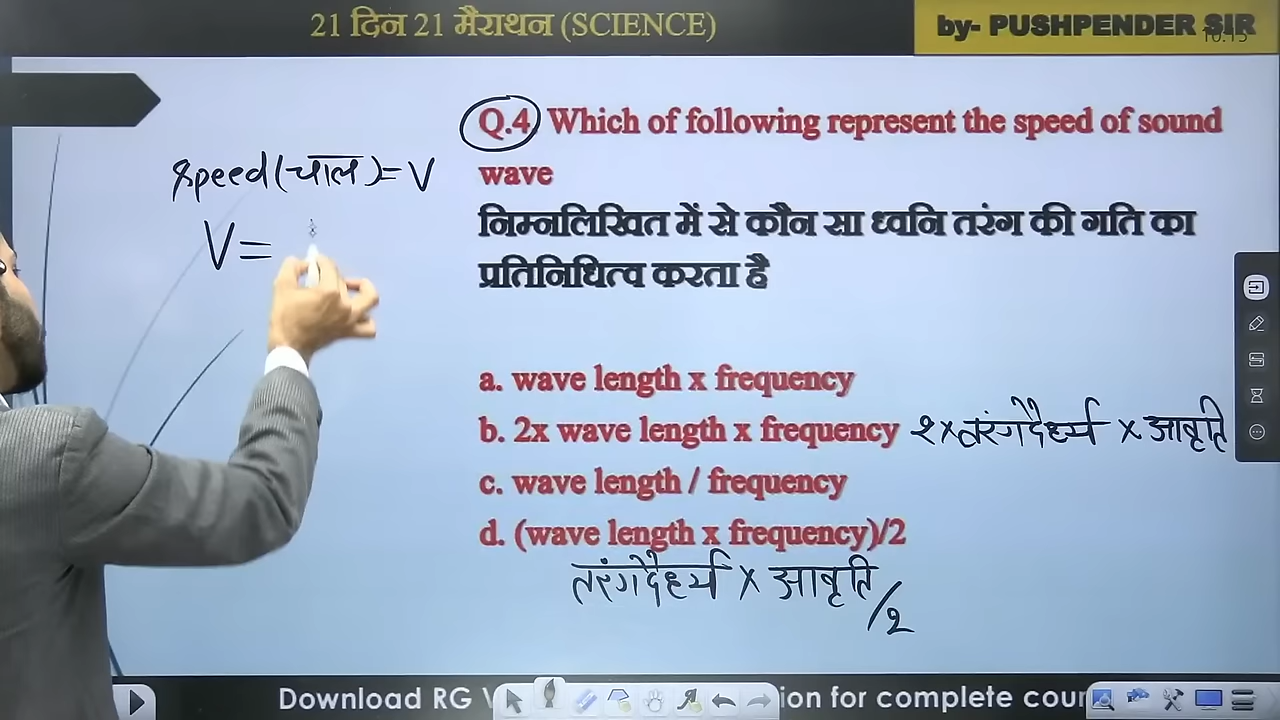 21 दिन 21 मैराथन (SCIENCE)
by- PUSHPENDER SIR
Q.4 Which of following represent the speed of sound
wave
निम्नलिखित में से कौन सा ध्वनि तरंग की गति का
प्रतिनिधित्व करता है
Speed (चाल) = V
V =
a. wave length x frequency
b. 2x wave length x frequency 2 x तरंगदैर्ध्य x आवृति
c. wave length / frequency
d. (wave length x frequency)/2
तरंगदैर्ध्य x आवृति/2
Download RG V
ion for complete cour